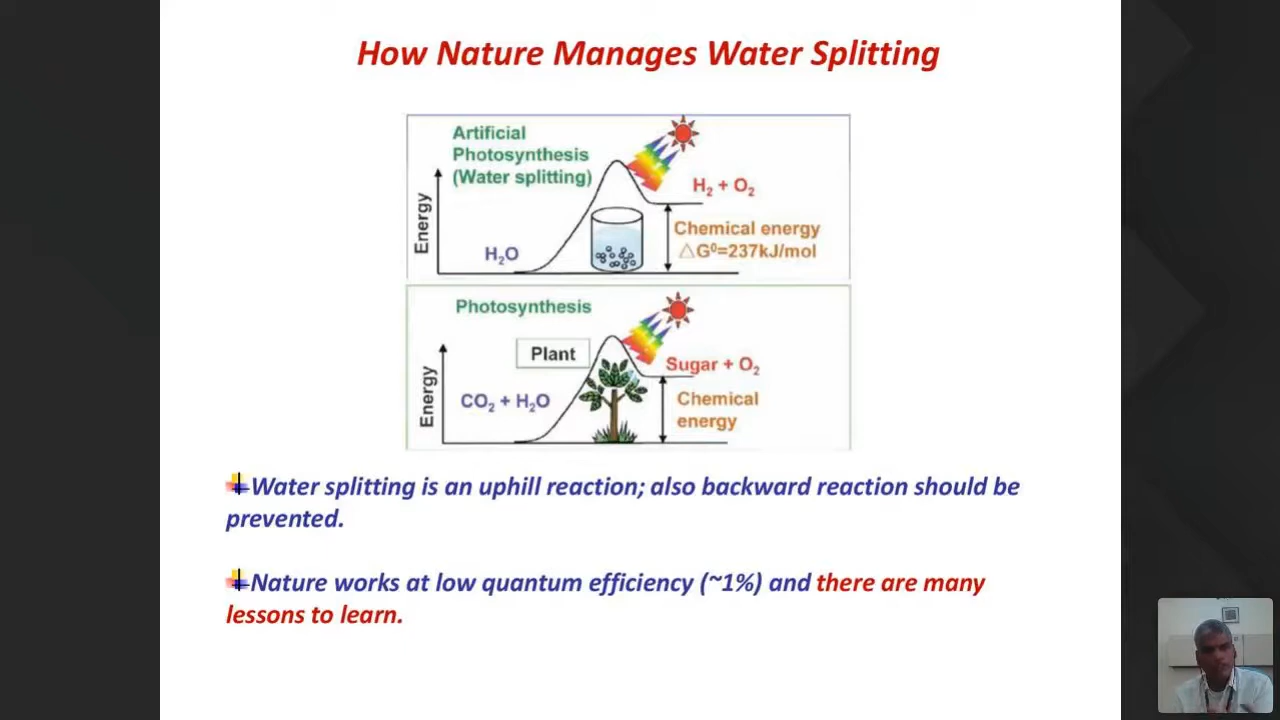 How Nature Manages Water Splitting
Artificial
Photosynthesis
(Water splitting)
Energy
H₂O
H₂ + O₂
Chemical energy
△G⁰=237kJ/mol
Photosynthesis
Plant
Energy
CO₂ + H₂O
Sugar + O₂
Chemical
energy
Water splitting is an uphill reaction; also backward reaction should be
prevented.
Nature works at low quantum efficiency (~1%) and there are many
lessons to learn.